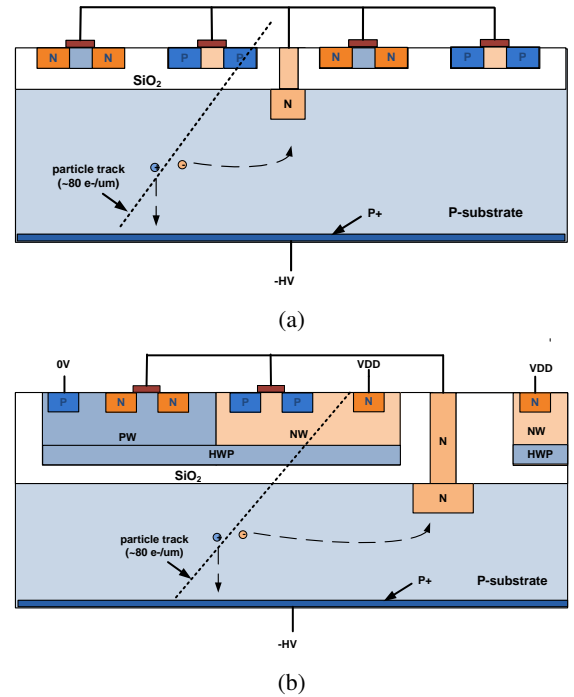 N
N
P
P
N
N
P
P
SiO2
N
N
particle track
(~80 e-/um)
-
P-substrate
P+
-HV
(a)
0V
VDD
VDD
P
N
N
P
P
N
N
N
PW
NW
NW
HWP
HWP
SiO2
N
particle track
(~80 e-/um)
-
P-substrate
P+
-HV
(b)